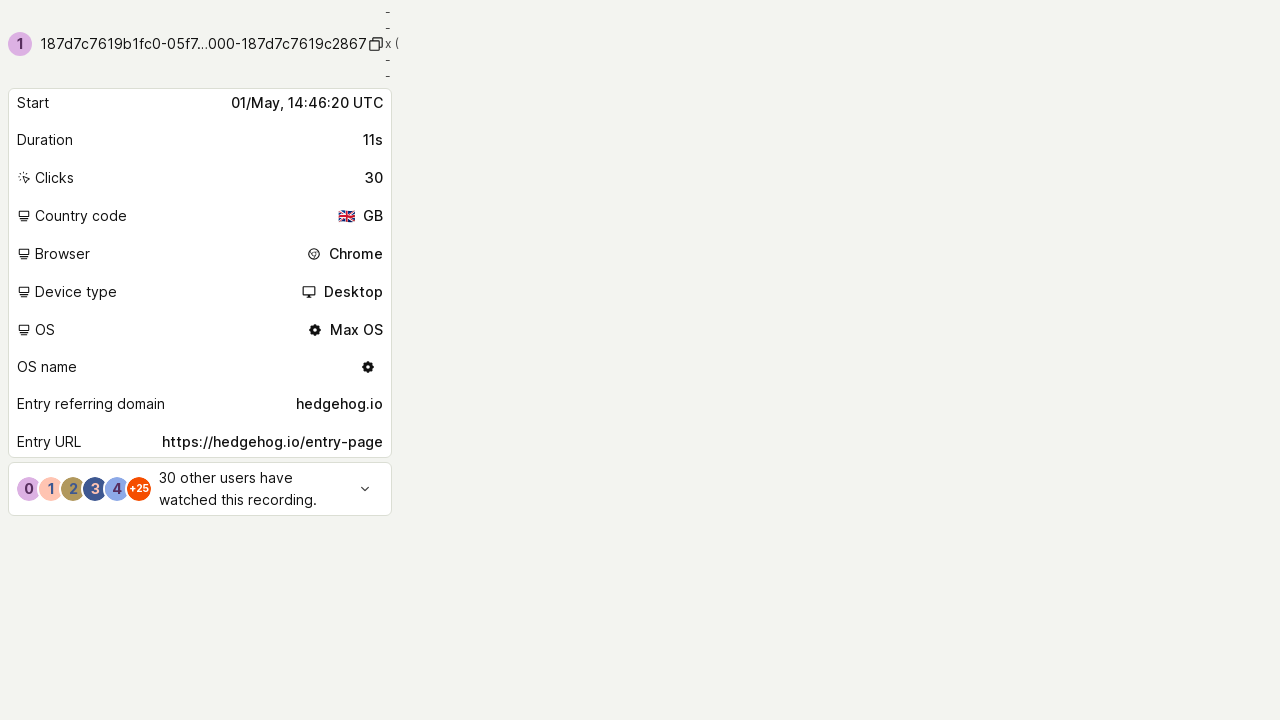 1 187d7c7619b1fc0-05f7…000-187d7c7619c2867
-
-
x (
-
-
Start 01/May, 14:46:20 UTC
Duration 11s
Clicks 30
Country code 🇬🇧 GB
Browser Chrome
Device type Desktop
OS Max OS
OS name
Entry referring domain hedgehog.io
Entry URL https://hedgehog.io/entry-page
0 1 2 3 4 +25
30 other users have
watched this recording.